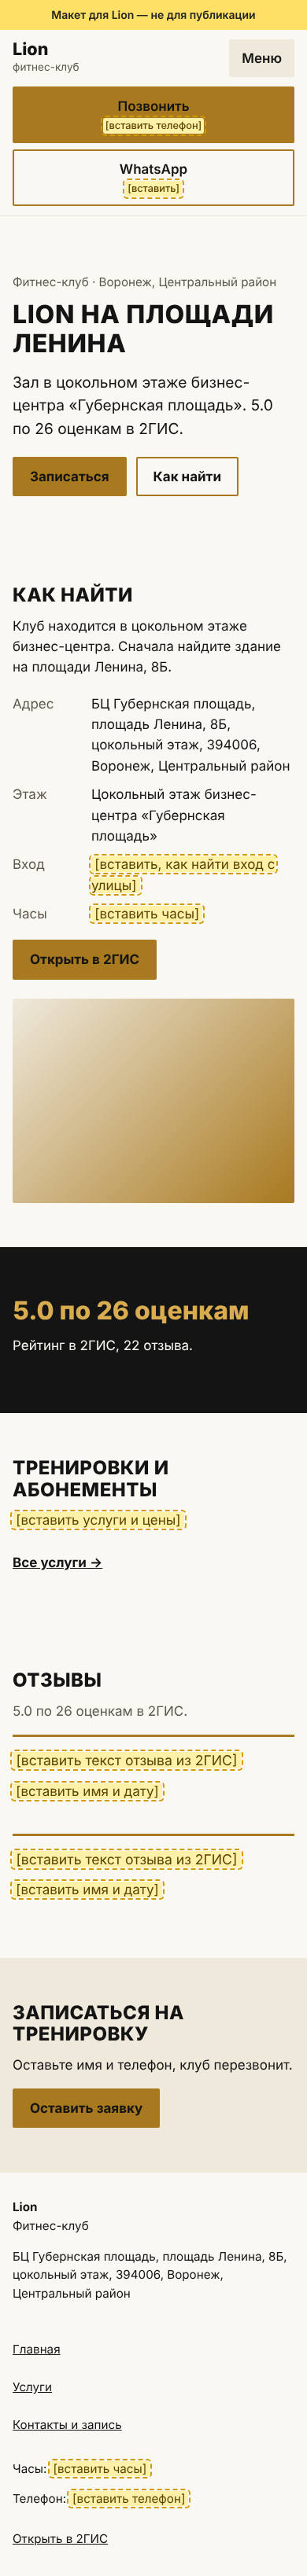 Макет для Lion — не для публикации
Lion
фитнес-клуб
Меню
Позвонить
[вставить телефон]
WhatsApp
[вставить]
Фитнес-клуб · Воронеж, Центральный район
LION НА ПЛОЩАДИ
ЛЕНИНА
Зал в цокольном этаже бизнес-
центра «Губернская площадь». 5.0
по 26 оценкам в 2ГИС.
Записаться
Как найти
КАК НАЙТИ
Клуб находится в цокольном этаже
бизнес-центра. Сначала найдите здание
на площади Ленина, 8Б.
Адрес
БЦ Губернская площадь,
площадь Ленина, 8Б,
цокольный этаж, 394006,
Воронеж, Центральный район
Этаж
Цокольный этаж бизнес-
центра «Губернская
площадь»
Вход
[вставить, как найти вход с
улицы]
Часы
[вставить часы]
Открыть в 2ГИС
5.0 по 26 оценкам
Рейтинг в 2ГИС, 22 отзыва.
ТРЕНИРОВКИ И
АБОНЕМЕНТЫ
[вставить услуги и цены]
Все услуги →
ОТЗЫВЫ
5.0 по 26 оценкам в 2ГИС.
[вставить текст отзыва из 2ГИС]
[вставить имя и дату]
[вставить текст отзыва из 2ГИС]
[вставить имя и дату]
ЗАПИСАТЬСЯ НА
ТРЕНИРОВКУ
Оставьте имя и телефон, клуб перезвонит.
Оставить заявку
Lion
Фитнес-клуб
БЦ Губернская площадь, площадь Ленина, 8Б,
цокольный этаж, 394006, Воронеж,
Центральный район
Главная
Услуги
Контакты и запись
Часы: [вставить часы]
Телефон: [вставить телефон]
Открыть в 2ГИС